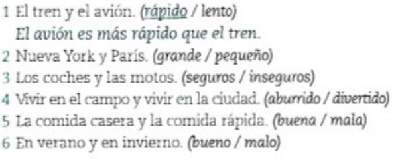 1 El tren y el avión. (rápido / lento)
El avión es más rápido que el tren.
2 Nueva York y París. (grande / pequeño)
3 Los coches y las motos. (seguros / inseguros)
4 Vivir en el campo y vivir en la ciudad. (aburrido / divertido)
5 La comida casera y la comida rápida. (buena / mala)
6 En verano y en invierno. (bueno / malo)